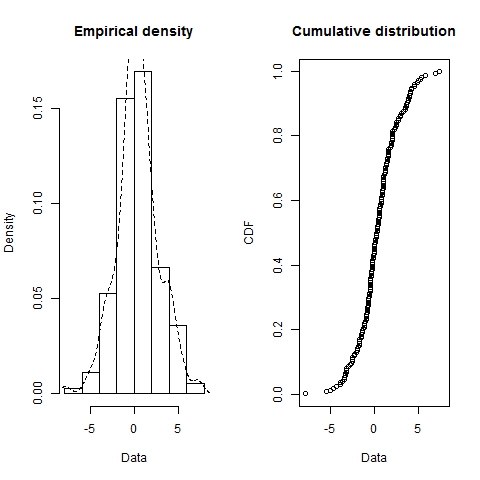 Empirical density
Density
0.00
0.05
0.10
0.15
-5
0
5
Data
Cumulative distribution
CDF
0.0
0.2
0.4
0.6
0.8
1.0
-5
0
5
Data